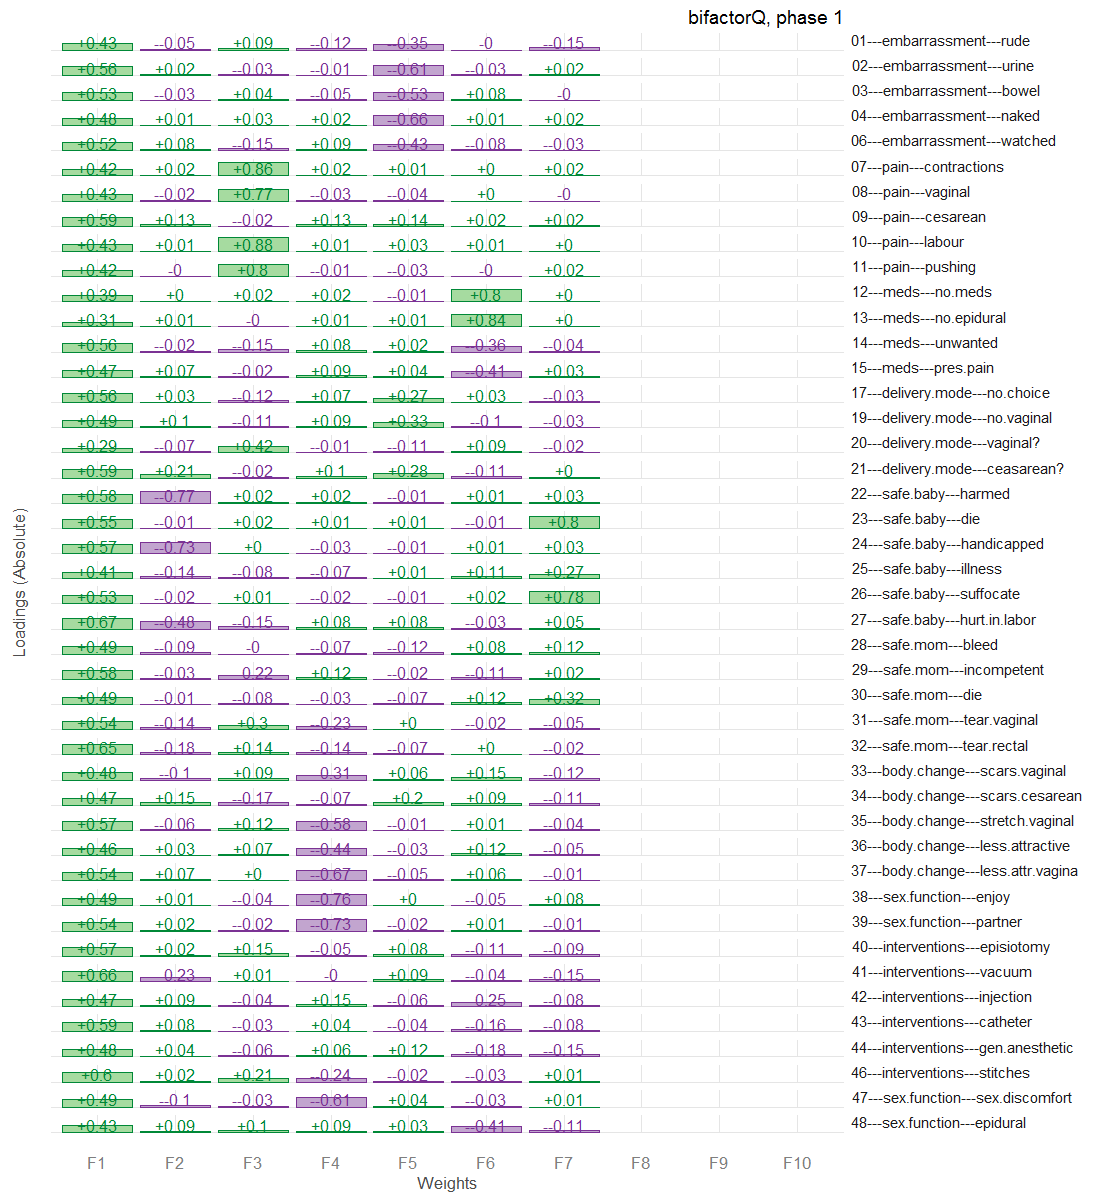 bifactorQ, phase 1
+0.43 --0.05 +0.09 --0.12 --0.35 -0 --0.15 01---embarrassment---rude
+0.56 +0.02 --0.03 --0.01 --0.61 --0.03 +0.02 02---embarrassment---urine
+0.53 --0.03 +0.04 --0.05 --0.53 +0.08 -0 03---embarrassment---bowel
+0.48 +0.01 +0.03 +0.02 --0.66 +0.01 +0.02 04---embarrassment---naked
+0.52 +0.08 --0.15 +0.09 --0.43 --0.08 --0.03 06---embarrassment---watched
+0.42 +0.02 +0.86 +0.02 +0.01 +0 +0.02 07---pain---contractions
+0.43 --0.02 +0.77 --0.03 --0.04 +0 -0 08---pain---vaginal
+0.59 +0.13 --0.02 +0.13 +0.14 +0.02 +0.02 09---pain---cesarean
+0.43 +0.01 +0.88 +0.01 +0.03 +0.01 +0 10---pain---labour
+0.42 -0 +0.8 --0.01 --0.03 -0 +0.02 11---pain---pushing
+0.39 +0 +0.02 +0.02 --0.01 +0.8 +0 12---meds---no.meds
+0.31 +0.01 -0 +0.01 +0.01 +0.84 +0 13---meds---no.epidural
+0.56 --0.02 --0.15 +0.08 +0.02 --0.36 --0.04 14---meds---unwanted
+0.47 +0.07 --0.02 +0.09 +0.04 --0.41 +0.03 15---meds---pres.pain
+0.56 +0.03 --0.12 +0.07 +0.27 +0.03 --0.03 17---delivery.mode---no.choice
+0.49 +0.1 --0.11 +0.09 +0.33 --0.1 --0.03 19---delivery.mode---no.vaginal
+0.29 --0.07 +0.42 --0.01 --0.11 +0.09 --0.02 20---delivery.mode---vaginal?
+0.59 +0.21 --0.02 +0.1 +0.28 --0.11 +0 21---delivery.mode---ceasarean?
+0.58 --0.77 +0.02 +0.02 --0.01 +0.01 +0.03 22---safe.baby---harmed
+0.55 --0.01 +0.02 +0.01 +0.01 --0.01 +0.8 23---safe.baby---die
+0.57 --0.73 +0 --0.03 --0.01 +0.01 +0.03 24---safe.baby---handicapped
+0.41 --0.14 --0.08 --0.07 +0.01 +0.11 +0.27 25---safe.baby---illness
+0.53 --0.02 +0.01 --0.02 --0.01 +0.02 +0.78 26---safe.baby---suffocate
+0.67 --0.48 --0.15 +0.08 +0.08 --0.03 +0.05 27---safe.baby---hurt.in.labor
+0.49 --0.09 -0 --0.07 --0.12 +0.08 +0.12 28---safe.mom---bleed
+0.58 --0.03 --0.22 +0.12 --0.02 --0.11 +0.02 29---safe.mom---incompetent
+0.49 --0.01 --0.08 --0.03 --0.07 +0.12 +0.32 30---safe.mom---die
+0.54 --0.14 +0.3 --0.23 +0 --0.02 --0.05 31---safe.mom---tear.vaginal
+0.65 --0.18 +0.14 --0.14 --0.07 +0 --0.02 32---safe.mom---tear.rectal
+0.48 --0.1 +0.09 --0.31 +0.06 +0.15 --0.12 33---body.change---scars.vaginal
+0.47 +0.15 --0.17 --0.07 +0.2 +0.09 --0.11 34---body.change---scars.cesarean
+0.57 --0.06 +0.12 --0.58 --0.01 +0.01 --0.04 35---body.change---stretch.vaginal
+0.46 +0.03 +0.07 --0.44 --0.03 +0.12 --0.05 36---body.change---less.attractive
+0.54 +0.07 +0 --0.67 --0.05 +0.06 --0.01 37---body.change---less.attr.vagina
+0.49 +0.01 --0.04 --0.76 +0 --0.05 +0.08 38---sex.function---enjoy
+0.54 +0.02 --0.02 --0.73 --0.02 +0.01 --0.01 39---sex.function---partner
+0.57 +0.02 +0.15 --0.05 +0.08 --0.11 --0.09 40---interventions---episiotomy
+0.66 --0.23 +0.01 -0 +0.09 --0.04 --0.15 41---interventions---vacuum
+0.47 +0.09 --0.04 +0.15 --0.06 --0.25 --0.08 42---interventions---injection
+0.59 +0.08 --0.03 +0.04 --0.04 --0.16 --0.08 43---interventions---catheter
+0.48 +0.04 --0.06 +0.06 +0.12 --0.18 --0.15 44---interventions---gen.anesthetic
+0.6 +0.02 +0.21 --0.24 --0.02 --0.03 +0.01 46---interventions---stitches
+0.49 --0.1 --0.03 --0.61 +0.04 --0.03 +0.01 47---sex.function---sex.discomfort
+0.43 +0.09 +0.1 +0.09 +0.03 --0.41 --0.11 48---sex.function---epidural
F1 F2 F3 F4 F5 F6 F7 F8 F9 F10
Weights
Loadings (Absolute)